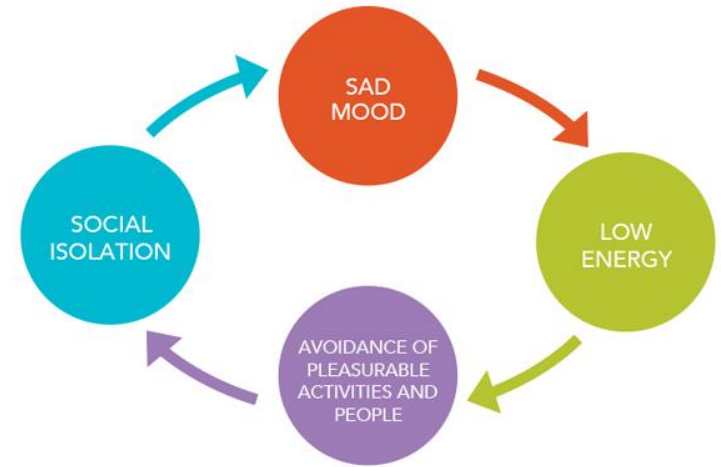 SAD
MOOD
LOW
ENERGY
AVOIDANCE OF
PLEASURABLE
ACTIVITIES AND
PEOPLE
SOCIAL
ISOLATION